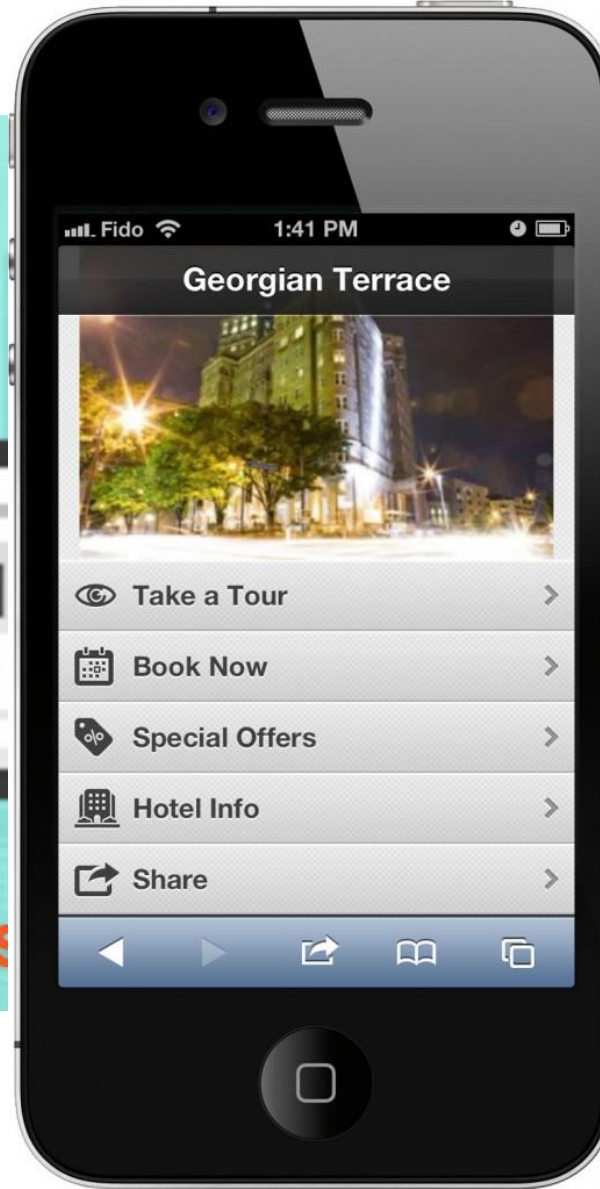 Fido 1:41 PM
Georgian Terrace
Take a Tour
Book Now
Special Offers
Hotel Info
Share